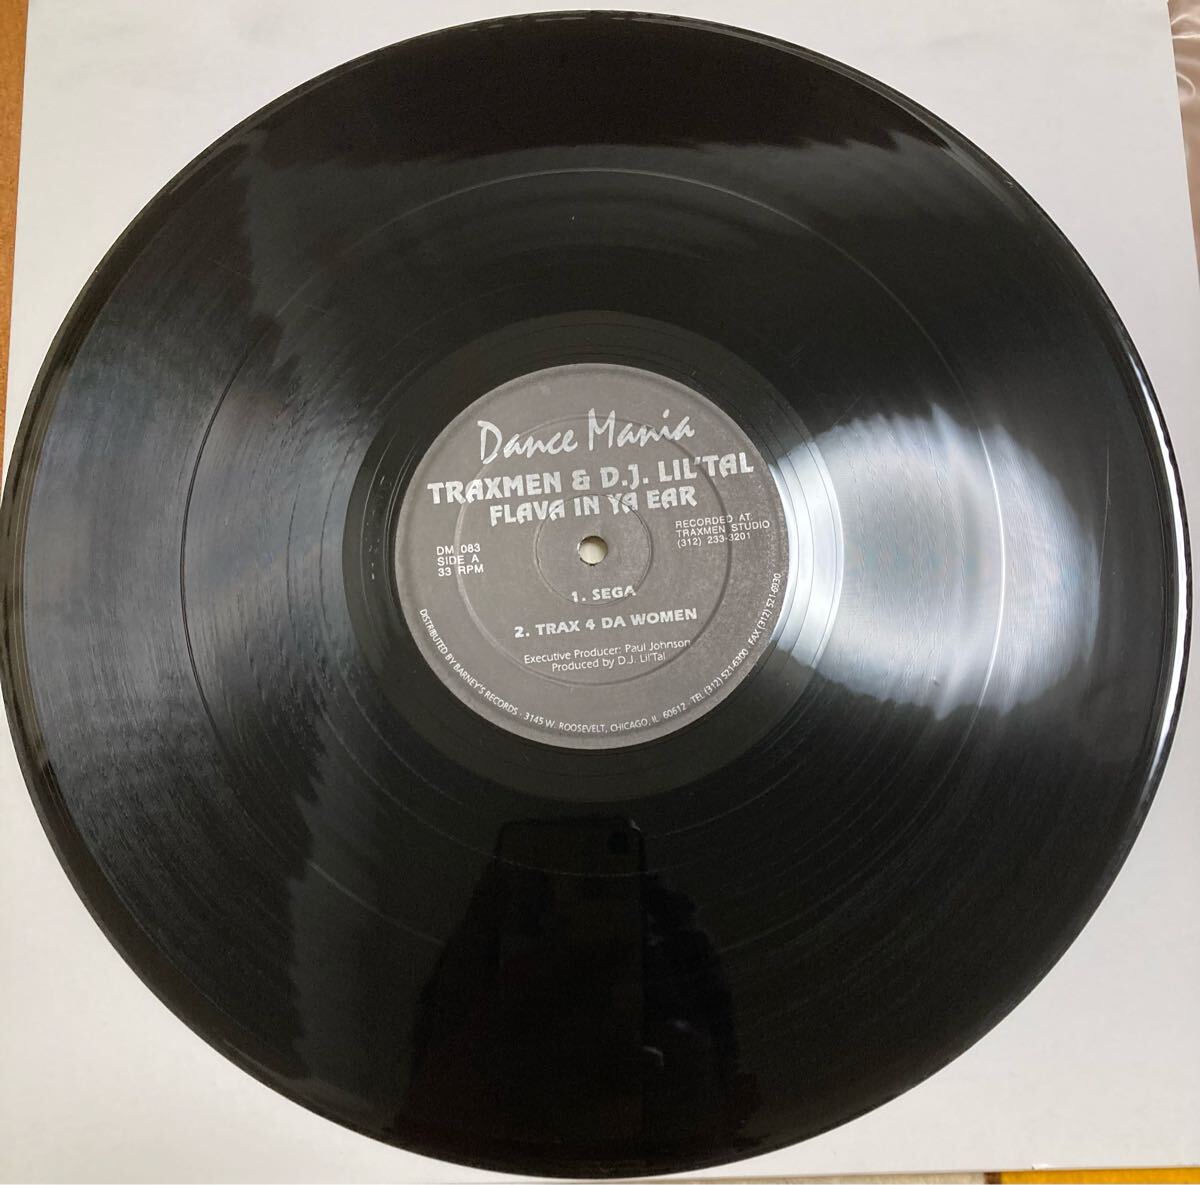 Dance Mania
TRAXMEN & D.J. LIL'TAL
FLAVA IN YA EAR
DM 083
SIDE A
33 RPM
RECORDED AT:
TRAXMEN STUDIO
(312) 233-3201
1. SEGA
2. TRAX 4 DA WOMEN
Executive Producer: Paul Johnson
Produced by D.J. Lil'Tal
DISTRIBUTED BY BARNEY'S RECORDS · 3145 W. ROOSEVELT, CHICAGO, IL 60612 · TEL (312) 521-6300 · FAX (312) 521-6930